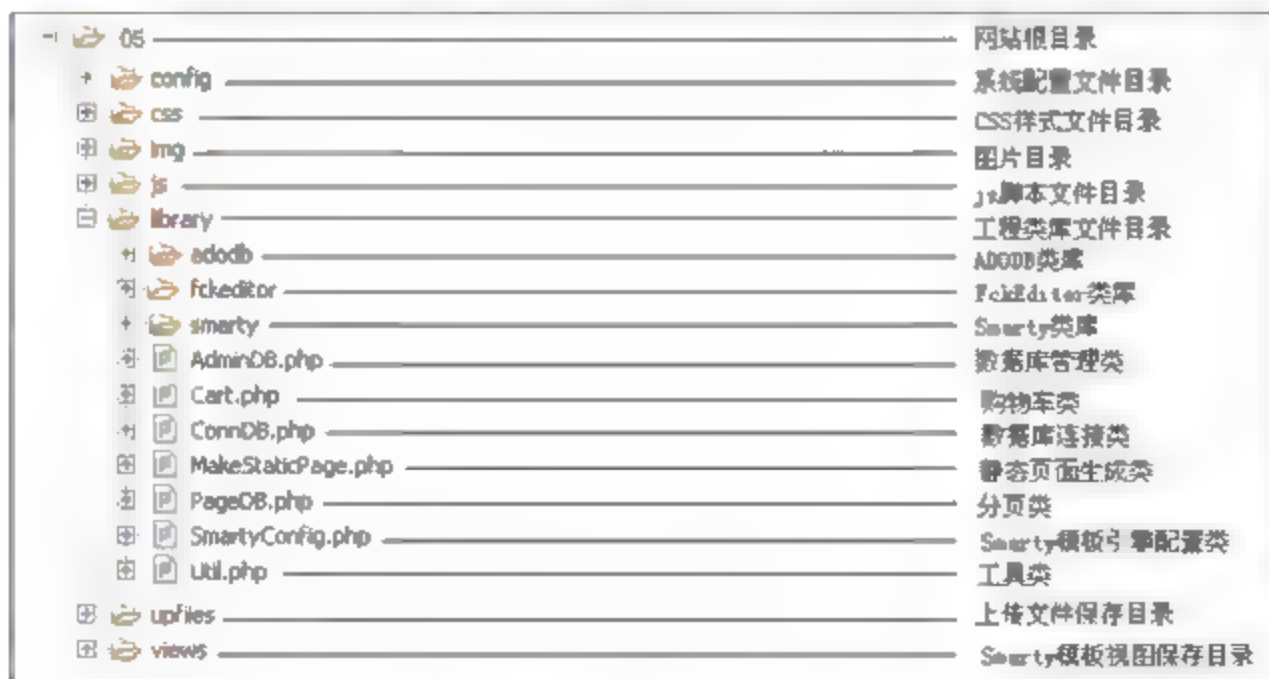 05 网站根目录
config 系统配置文件目录
css CSS样式文件目录
img 图片目录
js js脚本文件目录
library 工程类库文件目录
adodb ADODB类库
fckeditor FckEditor类库
smarty Smarty类库
AdminDB.php 数据库管理类
Cart.php 购物车类
ConnDB.php 数据库连接类
MakeStaticPage.php 静态页面生成类
PageDB.php 分页类
SmartyConfig.php Smarty模板引擎配置类
Util.php 工具类
upfiles 上传文件保存目录
views Smarty模板视图保存目录